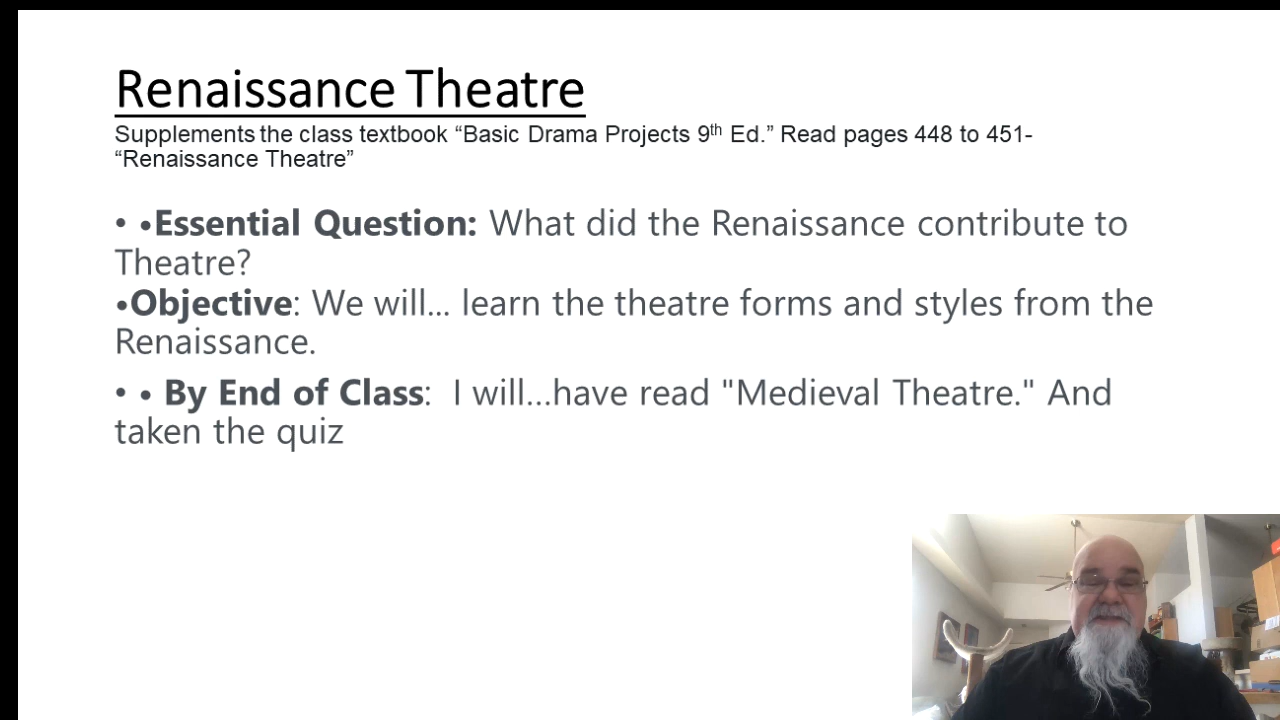 Renaissance Theatre
Supplements the class textbook “Basic Drama Projects 9th Ed.” Read pages 448 to 451-
“Renaissance Theatre”
• •Essential Question: What did the Renaissance contribute to
Theatre?
•Objective: We will... learn the theatre forms and styles from the
Renaissance.
• • By End of Class:  I will...have read "Medieval Theatre." And
taken the quiz